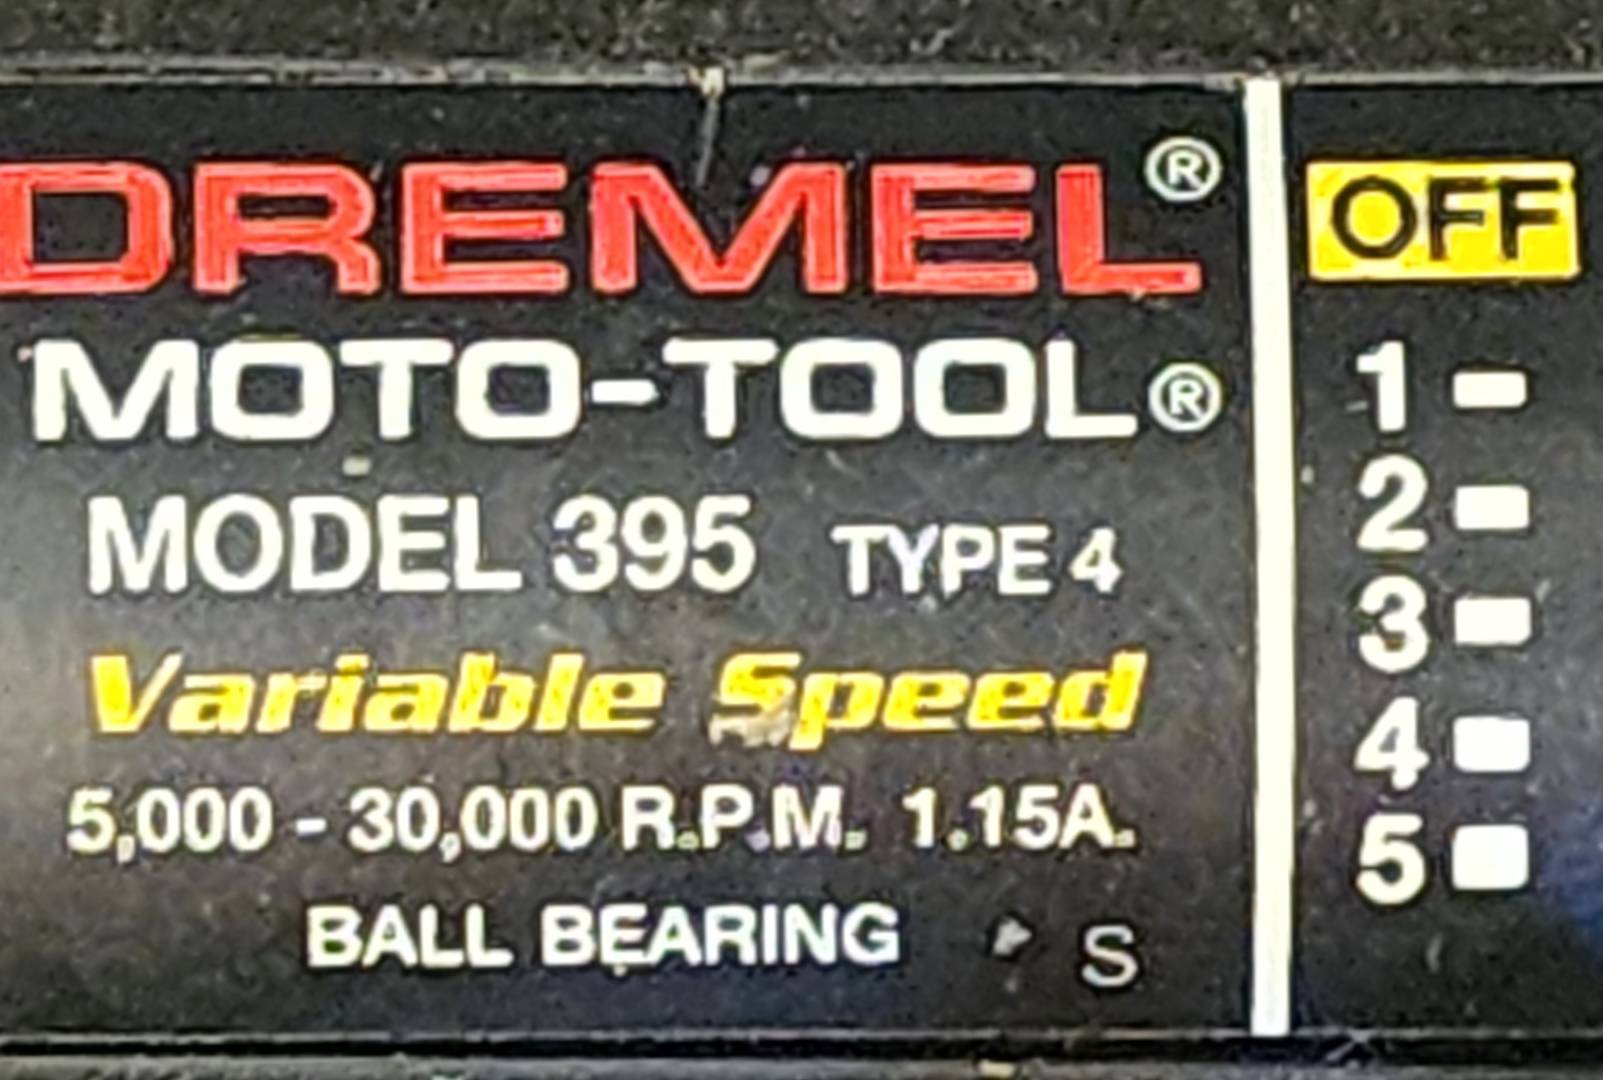 DREMEL®
MOTO-TOOL®
MODEL 395 TYPE 4
Variable Speed
5,000 - 30,000 R.P.M. 1.15A.
BALL BEARING S
OFF
1
2
3
4
5